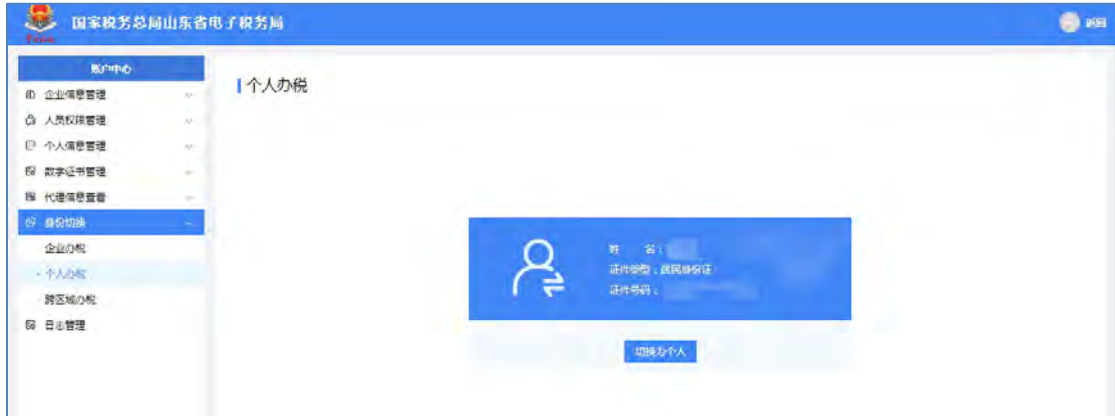 国家税务总局山东省电子税务局
返回
账户中心
企业信息管理
人员权限管理
个人信息管理
数字证书管理
代理信息查看
身份切换
企业办税
个人办税
跨区域办税
日志管理
个人办税
姓 名：
证件类型：居民身份证
证件号码：
切换为个人